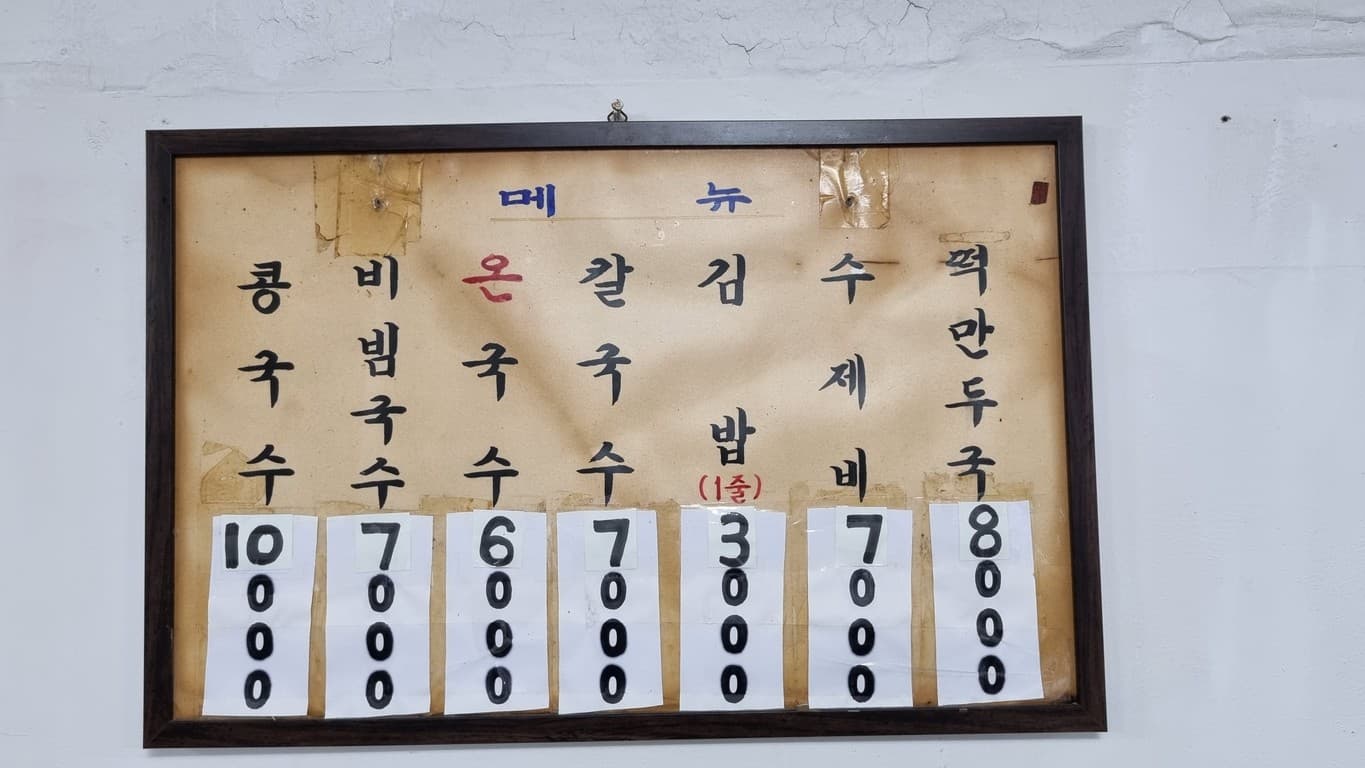 메뉴
콩국수
10000
비빔국수
7000
온국수
6000
칼국수
7000
김밥
(1줄)
3000
수제비
7000
떡만두국
8000